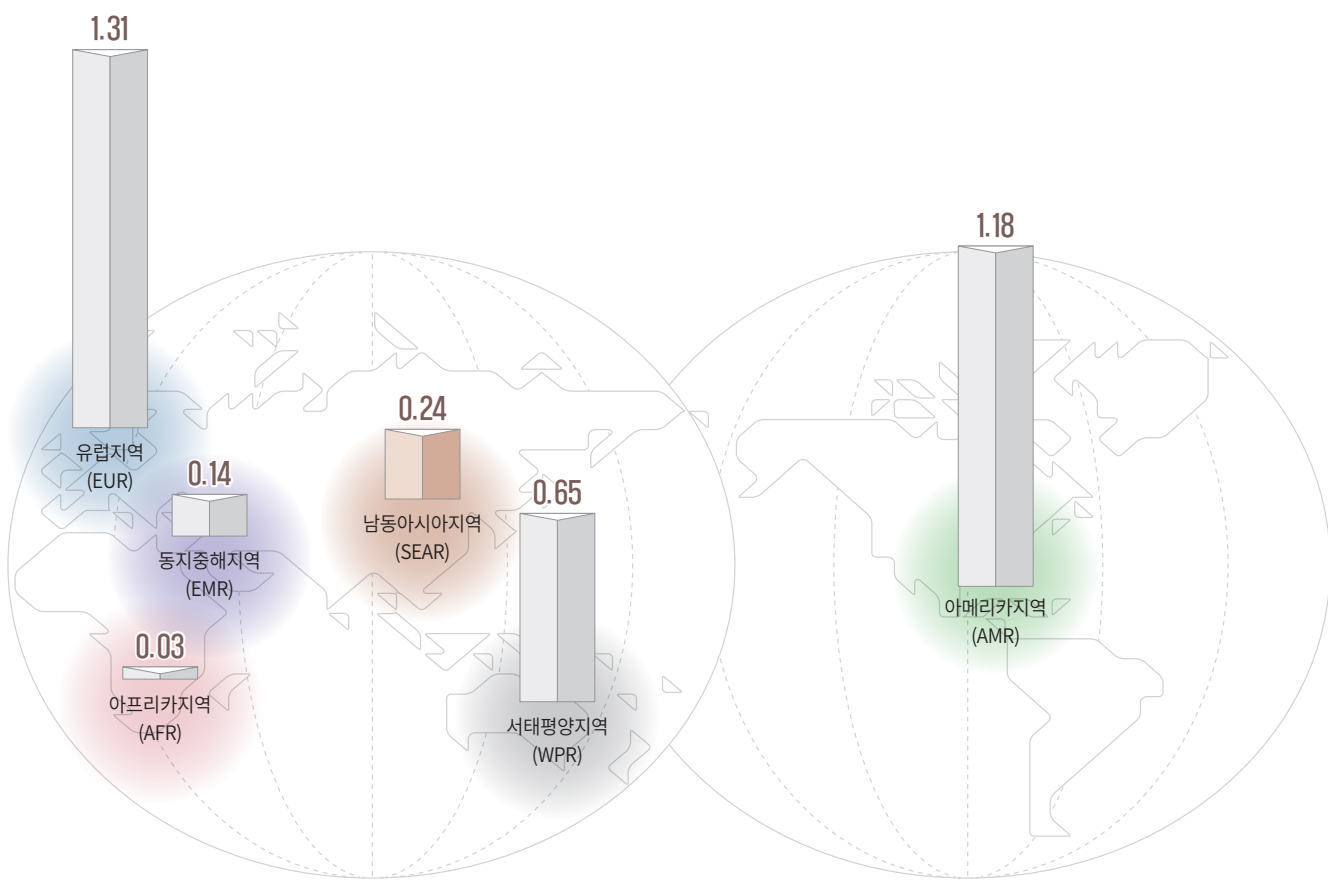 1.31
유럽지역
(EUR)
0.14
동지중해지역
(EMR)
0.03
아프리카지역
(AFR)
0.24
남동아시아지역
(SEAR)
0.65
서태평양지역
(WPR)
1.18
아메리카지역
(AMR)